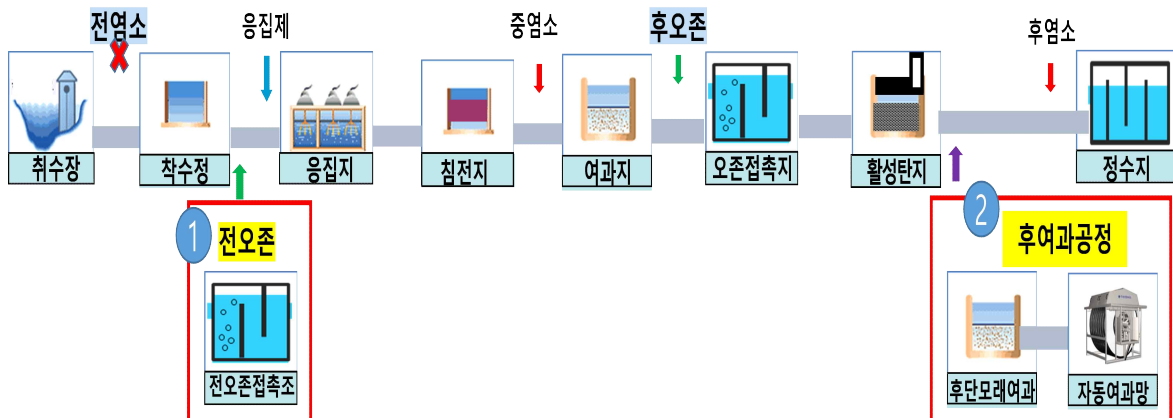 전염소
응집제
중염소
후오존
후염소
취수장
착수정
응집지
침전지
여과지
오존접촉지
활성탄지
정수지
1
전오존
전오존접촉조
2
후여과공정
후단모래여과
자동여과망